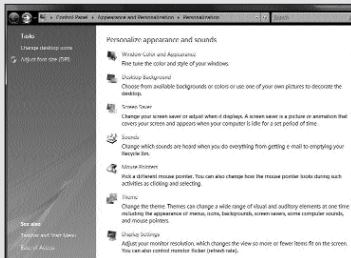 Control Panel ▸ Appearance and Personalization ▸ Personalization
Search
Tasks
Change desktop icons
Adjust font size (DPI)
Personalize appearance and sounds
Window Color and Appearance
Fine tune the color and style of your windows.
Desktop Background
Choose from available backgrounds or colors or use one of your own pictures to decorate the
desktop.
Screen Saver
Change your screen saver or adjust when it displays. A screen saver is a picture or animation that
covers your screen and appears when your computer is idle for a set period of time.
Sounds
Change which sounds are heard when you do everything from getting e-mail to emptying your
Recycle Bin.
Mouse Pointers
Pick a different mouse pointer. You can also change how the mouse pointer looks during such
activities as clicking and selecting.
Theme
Change the theme. Themes can change a wide range of visual and auditory elements at one time
including the appearance of menus, icons, backgrounds, screen savers, some computer sounds,
and mouse pointers.
Display Settings
Adjust your monitor resolution, which changes the view so more or fewer items fit on the screen.
You can also control monitor flicker (refresh rate).
See also
Taskbar and Start Menu
Ease of Access